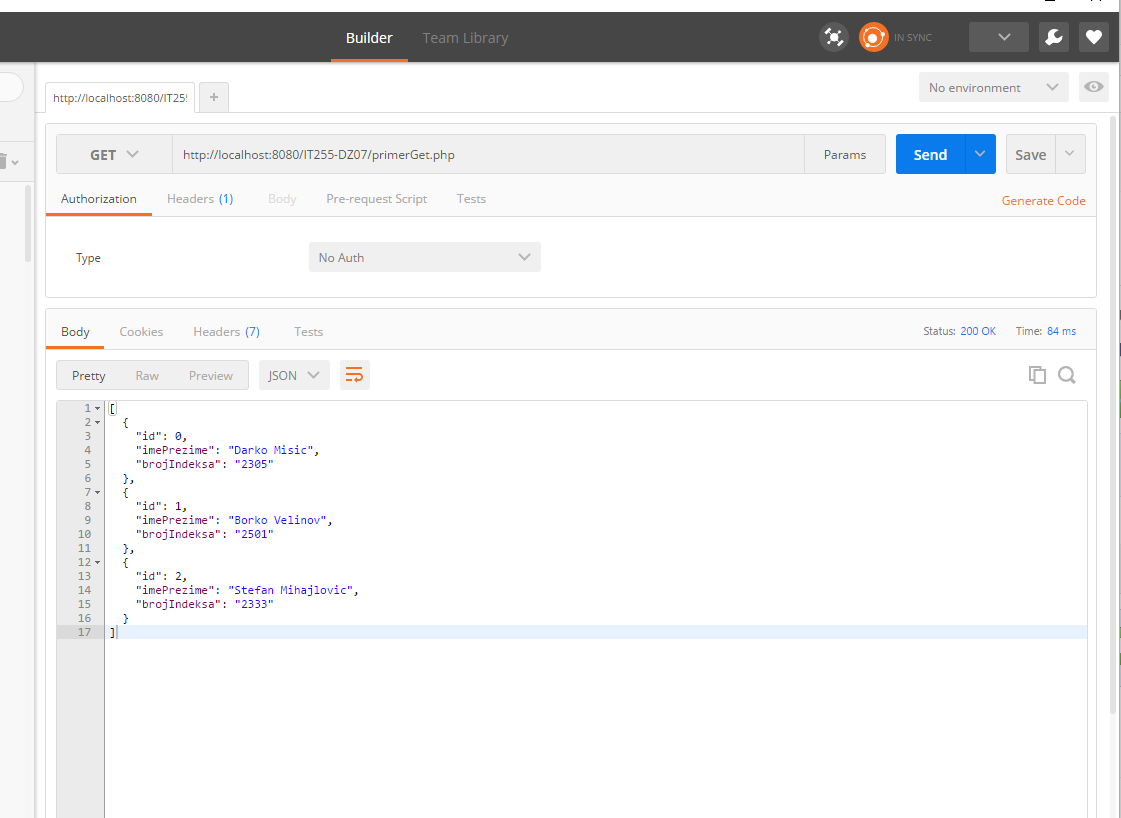 Builder Team Library IN SYNC
http://localhost:8080/IT25 + No environment
GET http://localhost:8080/IT255-DZ07/primerGet.php Params Send Save
Authorization Headers (1) Body Pre-request Script Tests Generate Code
Type No Auth
Body Cookies Headers (7) Tests Status: 200 OK Time: 84 ms
Pretty Raw Preview JSON
1 [
2 {
3 "id": 0,
4 "imePrezime": "Darko Misic",
5 "brojIndeksa": "2305"
6 },
7 {
8 "id": 1,
9 "imePrezime": "Borko Velinov",
10 "brojIndeksa": "2501"
11 },
12 {
13 "id": 2,
14 "imePrezime": "Stefan Mihajlovic",
15 "brojIndeksa": "2333"
16 }
17 ]